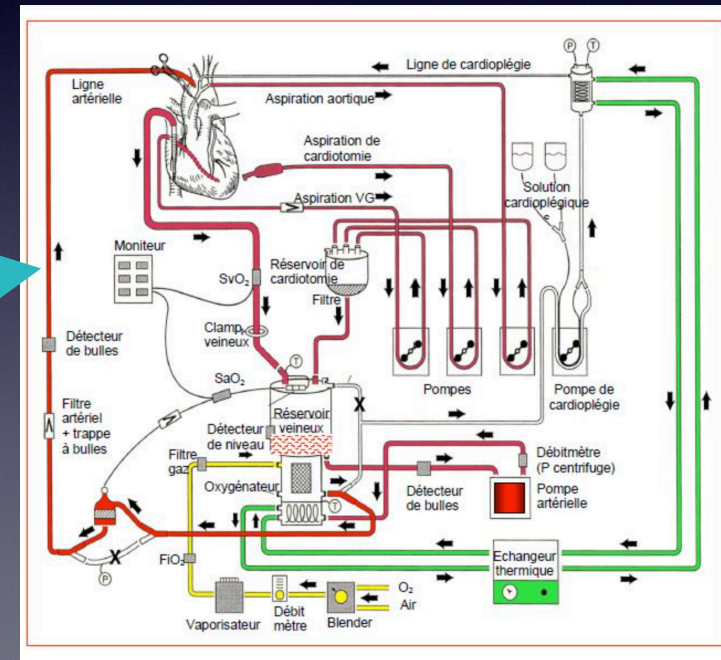 P T
Ligne de cardioplégie
Ligne
artérielle
Aspiration aortique
Aspiration de
cardiotomie
Solution
cardioplégique
Aspiration VG
Moniteur
SvO₂
Réservoir de
cardiotomie
Filtre
Clamp
veineux
T
Détecteur
de bulles
SaO₂
Pompes
Pompe de
cardioplégie
X
Filtre
artériel
+ trappe
à bulles
Détecteur
de niveau
Réservoir
veineux
Filtre
gaz
Oxygénateur
T
Détecteur
de bulles
Débitmètre
(P centrifuge)
Pompe
artérielle
X
P
FiO₂
Echangeur
thermique
O₂
Air
Vaporisateur
Débit
mètre
Blender